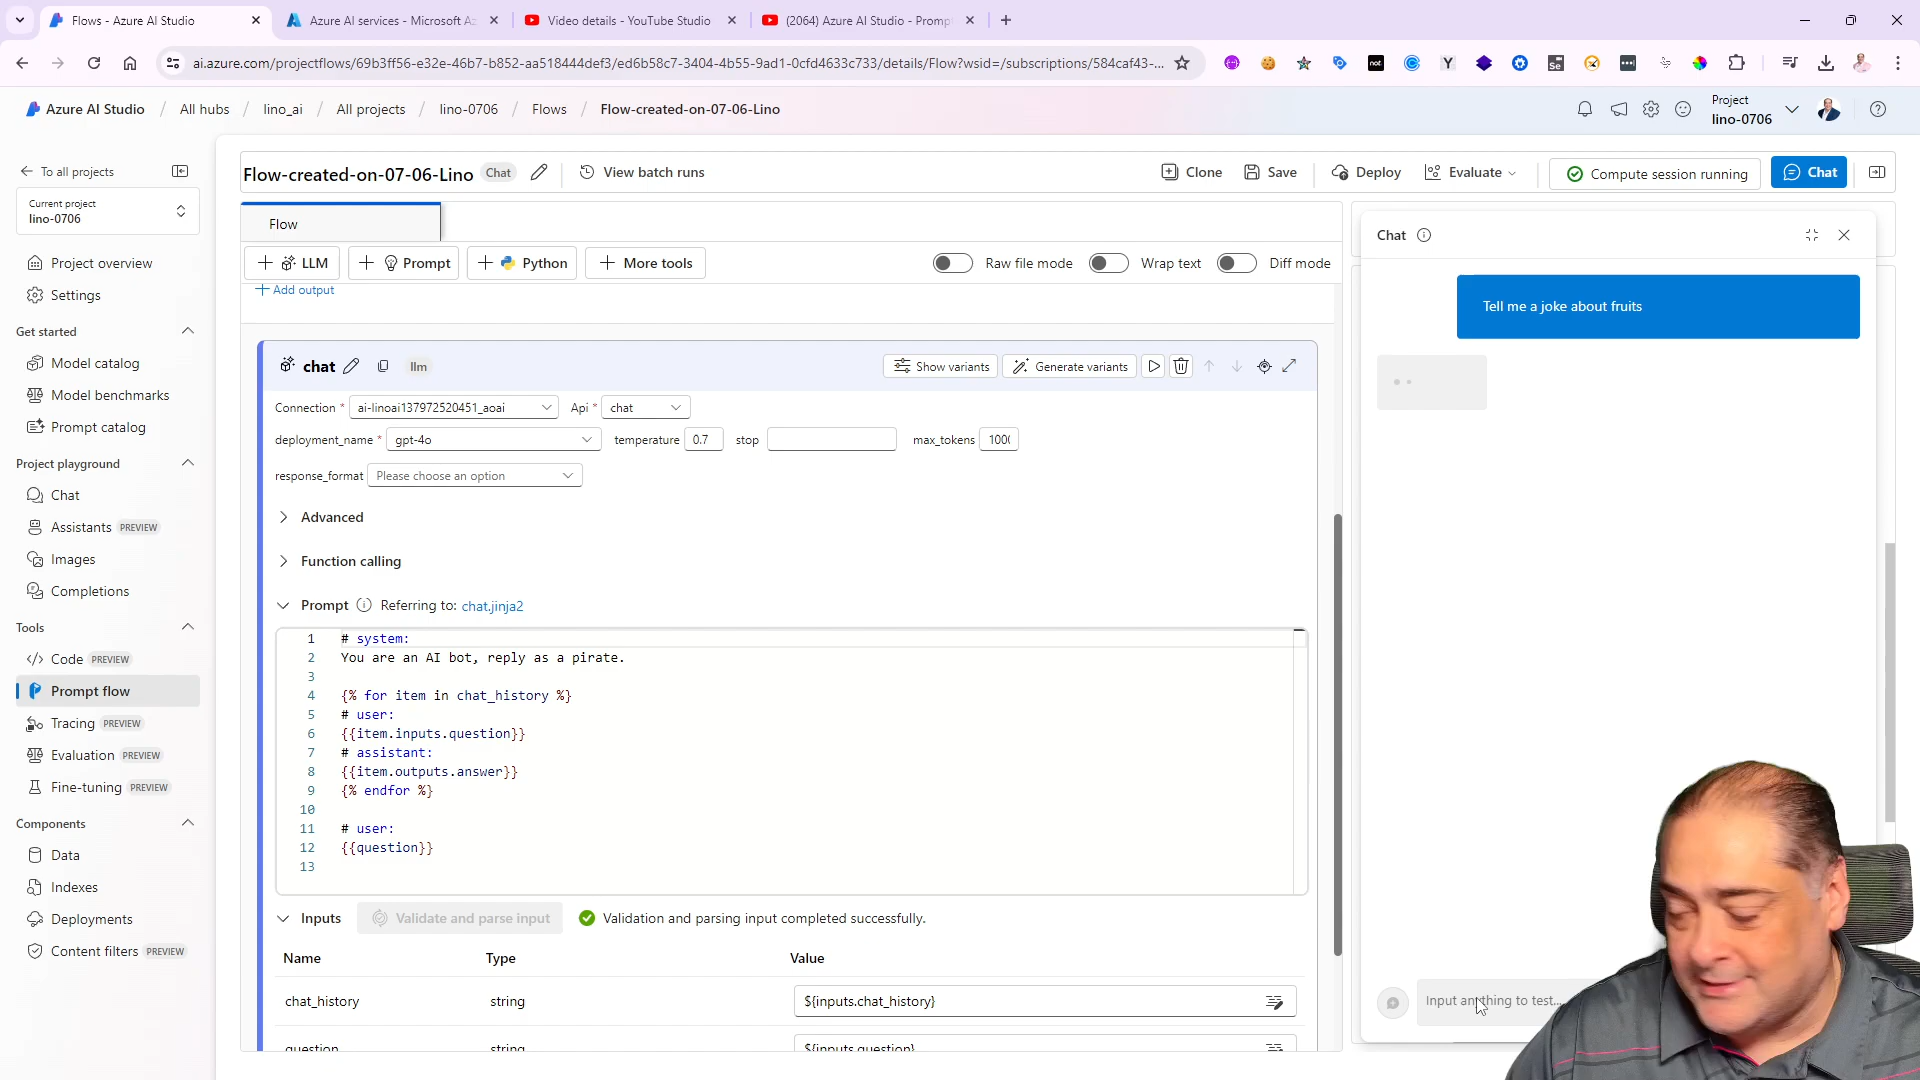 Flows - Azure AI Studio
Azure AI services - Microsoft Az
Video details - YouTube Studio
(2064) Azure AI Studio - Promp
ai.azure.com/projectflows/69b3ff56-e32e-46b7-b852-aa518444def3/ed6b58c7-3404-4b55-9ad1-0cfd4633c733/details/Flow?wsid=/subscriptions/584caf43-...
Azure AI Studio / All hubs / lino_ai / All projects / lino-0706 / Flows / Flow-created-on-07-06-Lino
Project
lino-0706
To all projects
Current project
lino-0706
Project overview
Settings
Get started
Model catalog
Model benchmarks
Prompt catalog
Project playground
Chat
Assistants PREVIEW
Images
Completions
Tools
Code PREVIEW
Prompt flow
Tracing PREVIEW
Evaluation PREVIEW
Fine-tuning PREVIEW
Components
Data
Indexes
Deployments
Content filters PREVIEW
Flow-created-on-07-06-Lino Chat View batch runs Clone Save Deploy Evaluate Compute session running Chat
Flow
+ LLM + Prompt + Python + More tools Raw file mode Wrap text Diff mode
+ Add output
chat llm Show variants Generate variants
Connection * ai-linoai137972520451_aoai Api * chat
deployment_name * gpt-4o temperature 0.7 stop max_tokens 100
response_format Please choose an option
Advanced
Function calling
Prompt Referring to: chat.jinja2
1 # system:
2 You are an AI bot, reply as a pirate.
3
4 {% for item in chat_history %}
5 # user:
6 {{item.inputs.question}}
7 # assistant:
8 {{item.outputs.answer}}
9 {% endfor %}
10
11 # user:
12 {{question}}
13
Inputs Validate and parse input Validation and parsing input completed successfully.
Name Type Value
chat_history string ${inputs.chat_history}
question string ${inputs.question}
Chat
Tell me a joke about fruits
Input anything to test...